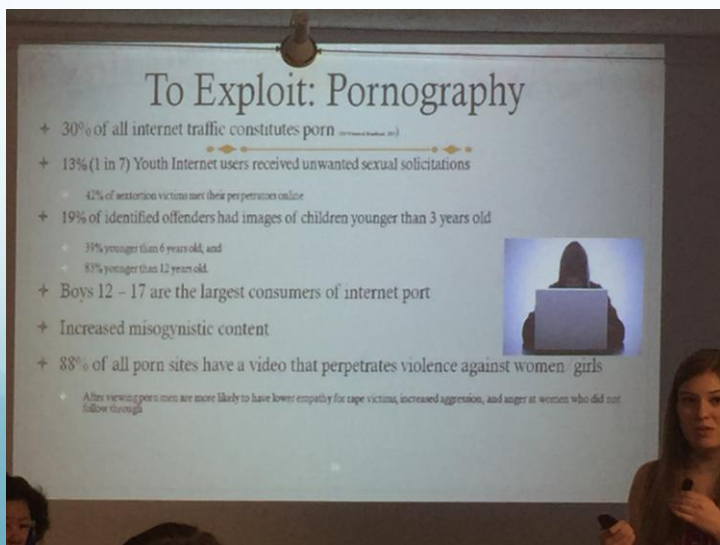 To Exploit: Pornography
30% of all internet traffic constitutes porn
13% (1 in 7) Youth Internet users received unwanted sexual solicitations
42% of sextortion victims met their perpetrators online
19% of identified offenders had images of children younger than 3 years old
39% younger than 6 years old, and
83% younger than 12 years old.
Boys 12 – 17 are the largest consumers of internet port
Increased misogynistic content
88% of all porn sites have a video that perpetrates violence against women/girls
After viewing porn men are more likely to have lower empathy for rape victims, increased aggression, and anger at women who did not
follow through